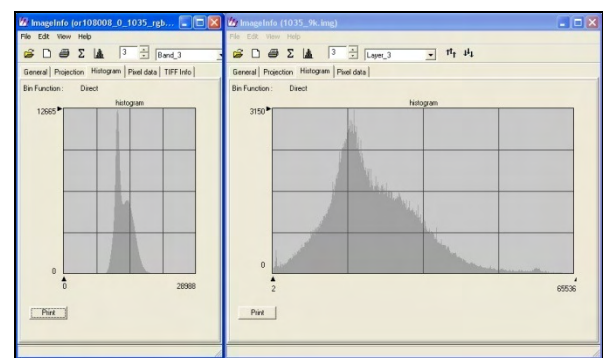 ImageInfo (or108008_0_1035_rgb...
File Edit View Help
3 Band_3
General Projection Histogram Pixel data TIFF Info
Bin Function: Direct
histogram
12665
0
0 28988
Print
ImageInfo (1035_9k.img)
File Edit View Help
3 Layer_3
General Projection Histogram Pixel data
Bin Function: Direct
histogram
3150
0
2 65536
Print